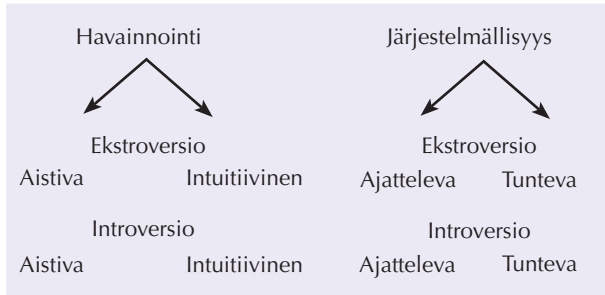 Havainnointi Järjestelmällisyys
Ekstroversio Ekstroversio
Aistiva Intuitiivinen Ajatteleva Tunteva
Introversio Introversio
Aistiva Intuitiivinen Ajatteleva Tunteva